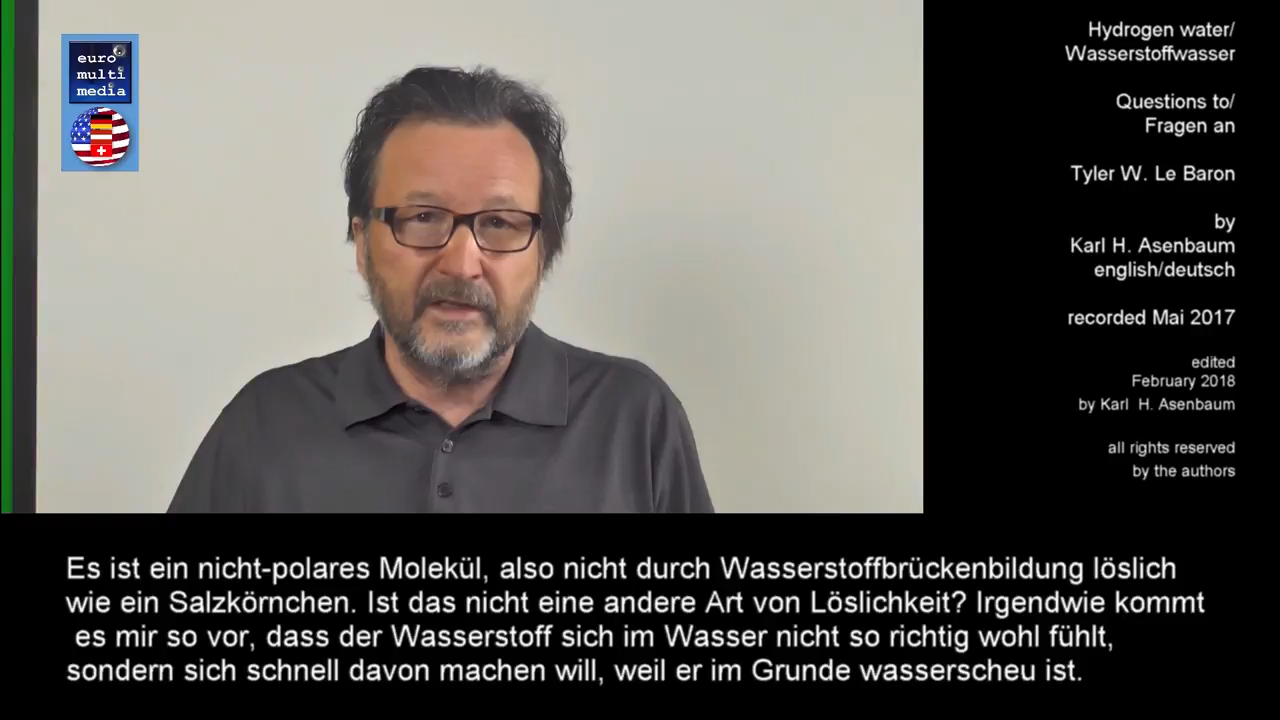 euro
multi
media
Hydrogen water/
Wasserstoffwasser
Questions to/
Fragen an
Tyler W. Le Baron
by
Karl H. Asenbaum
english/deutsch
recorded Mai 2017
edited
February 2018
by Karl H. Asenbaum
all rights reserved
by the authors
Es ist ein nicht-polares Molekül, also nicht durch Wasserstoffbrückenbildung löslich
wie ein Salzkörnchen. Ist das nicht eine andere Art von Löslichkeit? Irgendwie kommt
es mir so vor, dass der Wasserstoff sich im Wasser nicht so richtig wohl fühlt,
sondern sich schnell davon machen will, weil er im Grunde wasserscheu ist.